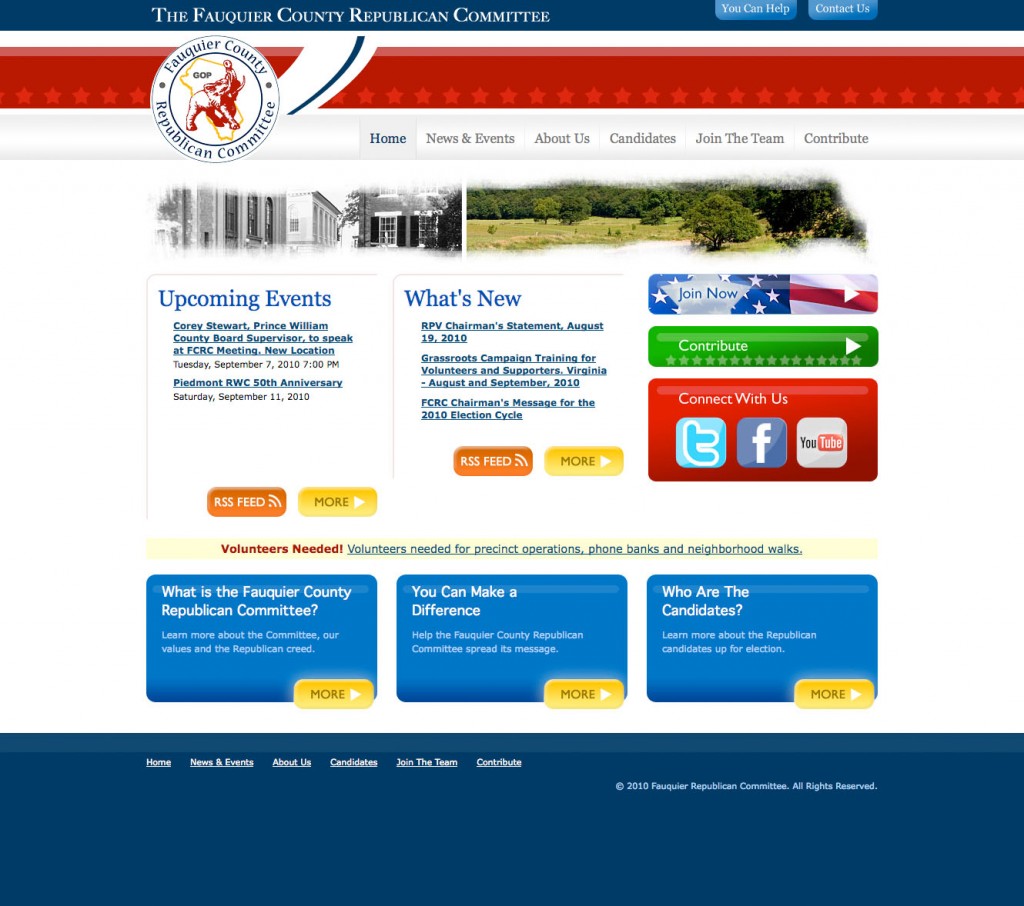 The Fauquier County Republican Committee
You Can Help
Contact Us
Fauquier County
GOP
Republican Committee
Home
News & Events
About Us
Candidates
Join The Team
Contribute
Upcoming Events
Corey Stewart, Prince William
County Board Supervisor, to speak
at FCRC Meeting. New Location
Tuesday, September 7, 2010 7:00 PM
Piedmont RWC 50th Anniversary
Saturday, September 11, 2010
RSS FEED
MORE
What's New
RPV Chairman's Statement, August
19, 2010
Grassroots Campaign Training for
Volunteers and Supporters. Virginia
- August and September, 2010
FCRC Chairman's Message for the
2010 Election Cycle
RSS FEED
MORE
Join Now
Contribute
Connect With Us
t
f
You Tube
Volunteers Needed! Volunteers needed for precinct operations, phone banks and neighborhood walks.
What is the Fauquier County
Republican Committee?
Learn more about the Committee, our
values and the Republican creed.
MORE
You Can Make a
Difference
Help the Fauquier County Republican
Committee spread its message.
MORE
Who Are The
Candidates?
Learn more about the Republican
candidates up for election.
MORE
Home
News & Events
About Us
Candidates
Join The Team
Contribute
© 2010 Fauquier Republican Committee. All Rights Reserved.